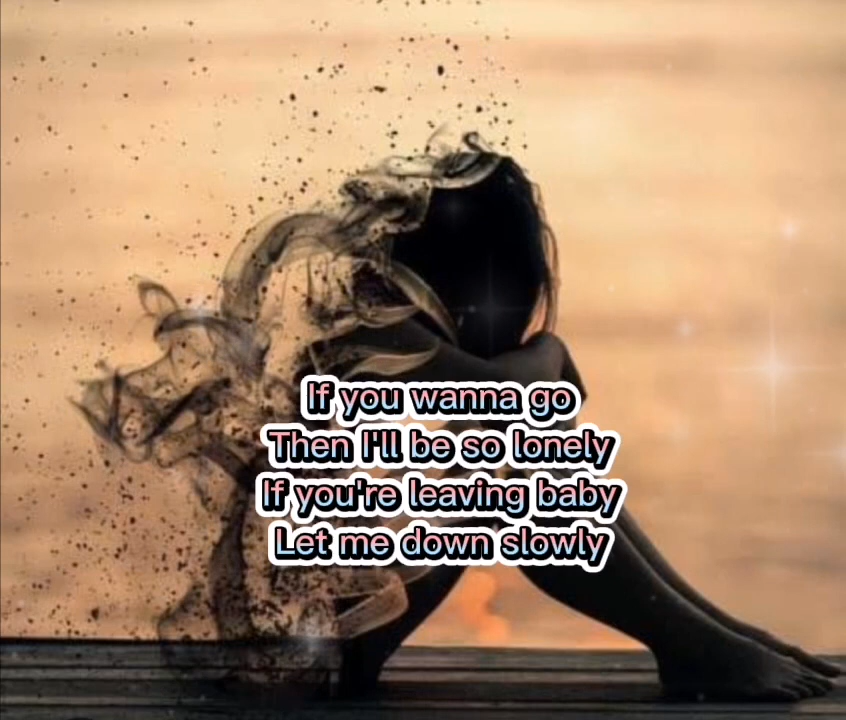 If you wanna go
Then I'll be so lonely
If you're leaving baby
Let me down slowly